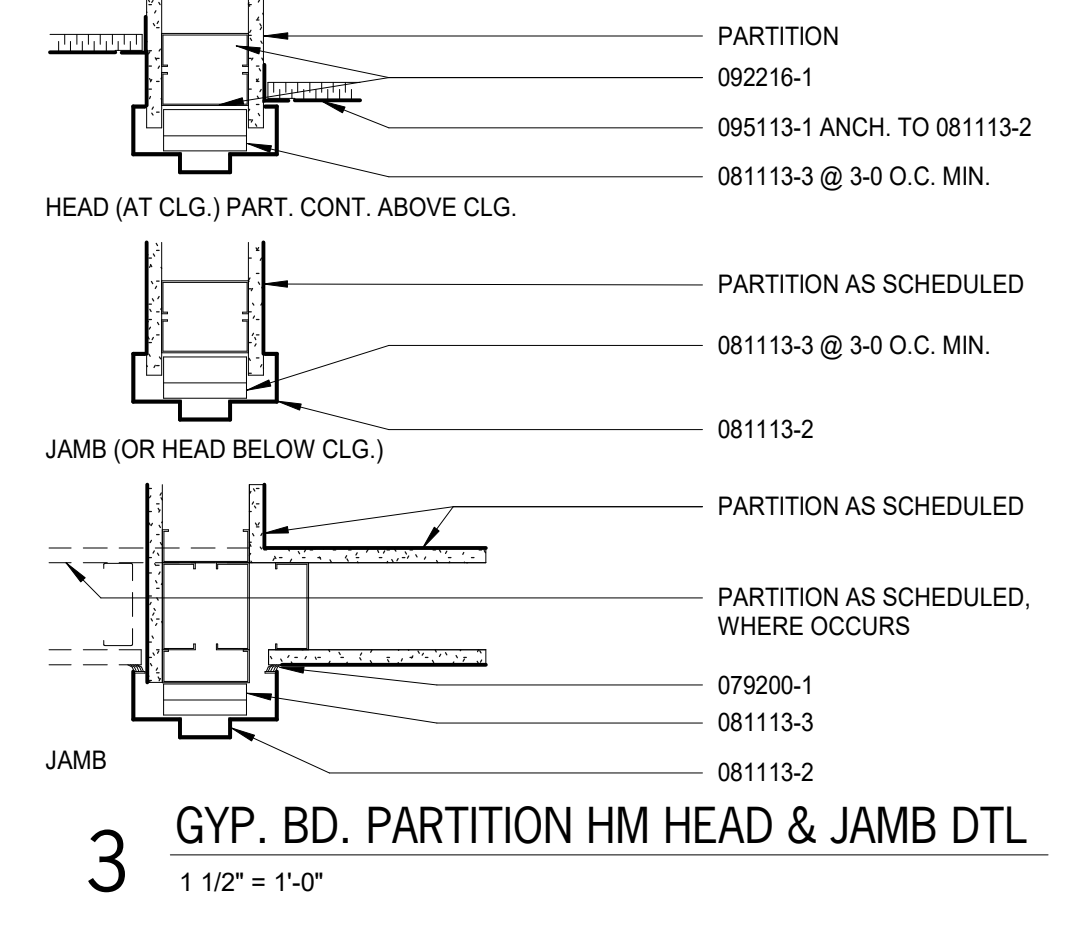 PARTITION
092216-1
095113-1 ANCH. TO 081113-2
081113-3 @ 3-0 O.C. MIN.
HEAD (AT CLG.) PART. CONT. ABOVE CLG.
PARTITION AS SCHEDULED
081113-3 @ 3-0 O.C. MIN.
081113-2
JAMB (OR HEAD BELOW CLG.)
PARTITION AS SCHEDULED
PARTITION AS SCHEDULED,
WHERE OCCURS
079200-1
081113-3
JAMB
081113-2
3 GYP. BD. PARTITION HM HEAD & JAMB DTL
1 1/2" = 1'-0"